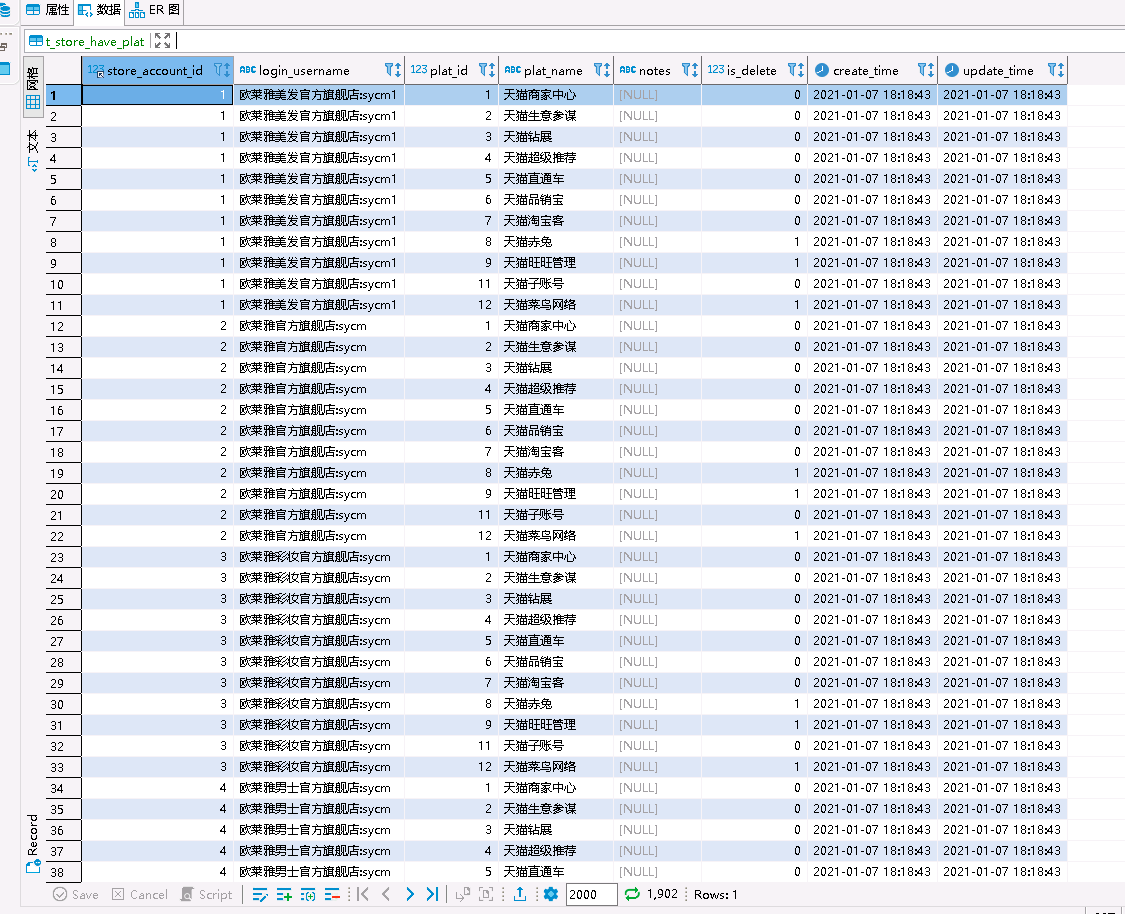 属性 数据 ER 图
t_store_have_plat
网格
文本
Record
123 store_account_id ABC login_username 123 plat_id ABC plat_name ABC notes 123 is_delete create_time update_time
1 1 欧莱雅美发官方旗舰店:sycm1 1 天猫商家中心 [NULL] 0 2021-01-07 18:18:43 2021-01-07 18:18:43
2 1 欧莱雅美发官方旗舰店:sycm1 2 天猫生意参谋 [NULL] 0 2021-01-07 18:18:43 2021-01-07 18:18:43
3 1 欧莱雅美发官方旗舰店:sycm1 3 天猫钻展 [NULL] 0 2021-01-07 18:18:43 2021-01-07 18:18:43
4 1 欧莱雅美发官方旗舰店:sycm1 4 天猫超级推荐 [NULL] 0 2021-01-07 18:18:43 2021-01-07 18:18:43
5 1 欧莱雅美发官方旗舰店:sycm1 5 天猫直通车 [NULL] 0 2021-01-07 18:18:43 2021-01-07 18:18:43
6 1 欧莱雅美发官方旗舰店:sycm1 6 天猫品销宝 [NULL] 0 2021-01-07 18:18:43 2021-01-07 18:18:43
7 1 欧莱雅美发官方旗舰店:sycm1 7 天猫淘宝客 [NULL] 0 2021-01-07 18:18:43 2021-01-07 18:18:43
8 1 欧莱雅美发官方旗舰店:sycm1 8 天猫赤兔 [NULL] 1 2021-01-07 18:18:43 2021-01-07 18:18:43
9 1 欧莱雅美发官方旗舰店:sycm1 9 天猫旺旺管理 [NULL] 1 2021-01-07 18:18:43 2021-01-07 18:18:43
10 1 欧莱雅美发官方旗舰店:sycm1 11 天猫子账号 [NULL] 0 2021-01-07 18:18:43 2021-01-07 18:18:43
11 1 欧莱雅美发官方旗舰店:sycm1 12 天猫菜鸟网络 [NULL] 1 2021-01-07 18:18:43 2021-01-07 18:18:43
12 2 欧莱雅官方旗舰店:sycm 1 天猫商家中心 [NULL] 0 2021-01-07 18:18:43 2021-01-07 18:18:43
13 2 欧莱雅官方旗舰店:sycm 2 天猫生意参谋 [NULL] 0 2021-01-07 18:18:43 2021-01-07 18:18:43
14 2 欧莱雅官方旗舰店:sycm 3 天猫钻展 [NULL] 0 2021-01-07 18:18:43 2021-01-07 18:18:43
15 2 欧莱雅官方旗舰店:sycm 4 天猫超级推荐 [NULL] 0 2021-01-07 18:18:43 2021-01-07 18:18:43
16 2 欧莱雅官方旗舰店:sycm 5 天猫直通车 [NULL] 0 2021-01-07 18:18:43 2021-01-07 18:18:43
17 2 欧莱雅官方旗舰店:sycm 6 天猫品销宝 [NULL] 0 2021-01-07 18:18:43 2021-01-07 18:18:43
18 2 欧莱雅官方旗舰店:sycm 7 天猫淘宝客 [NULL] 0 2021-01-07 18:18:43 2021-01-07 18:18:43
19 2 欧莱雅官方旗舰店:sycm 8 天猫赤兔 [NULL] 1 2021-01-07 18:18:43 2021-01-07 18:18:43
20 2 欧莱雅官方旗舰店:sycm 9 天猫旺旺管理 [NULL] 1 2021-01-07 18:18:43 2021-01-07 18:18:43
21 2 欧莱雅官方旗舰店:sycm 11 天猫子账号 [NULL] 0 2021-01-07 18:18:43 2021-01-07 18:18:43
22 2 欧莱雅官方旗舰店:sycm 12 天猫菜鸟网络 [NULL] 1 2021-01-07 18:18:43 2021-01-07 18:18:43
23 3 欧莱雅彩妆官方旗舰店:sycm 1 天猫商家中心 [NULL] 0 2021-01-07 18:18:43 2021-01-07 18:18:43
24 3 欧莱雅彩妆官方旗舰店:sycm 2 天猫生意参谋 [NULL] 0 2021-01-07 18:18:43 2021-01-07 18:18:43
25 3 欧莱雅彩妆官方旗舰店:sycm 3 天猫钻展 [NULL] 0 2021-01-07 18:18:43 2021-01-07 18:18:43
26 3 欧莱雅彩妆官方旗舰店:sycm 4 天猫超级推荐 [NULL] 0 2021-01-07 18:18:43 2021-01-07 18:18:43
27 3 欧莱雅彩妆官方旗舰店:sycm 5 天猫直通车 [NULL] 0 2021-01-07 18:18:43 2021-01-07 18:18:43
28 3 欧莱雅彩妆官方旗舰店:sycm 6 天猫品销宝 [NULL] 0 2021-01-07 18:18:43 2021-01-07 18:18:43
29 3 欧莱雅彩妆官方旗舰店:sycm 7 天猫淘宝客 [NULL] 0 2021-01-07 18:18:43 2021-01-07 18:18:43
30 3 欧莱雅彩妆官方旗舰店:sycm 8 天猫赤兔 [NULL] 1 2021-01-07 18:18:43 2021-01-07 18:18:43
31 3 欧莱雅彩妆官方旗舰店:sycm 9 天猫旺旺管理 [NULL] 1 2021-01-07 18:18:43 2021-01-07 18:18:43
32 3 欧莱雅彩妆官方旗舰店:sycm 11 天猫子账号 [NULL] 0 2021-01-07 18:18:43 2021-01-07 18:18:43
33 3 欧莱雅彩妆官方旗舰店:sycm 12 天猫菜鸟网络 [NULL] 1 2021-01-07 18:18:43 2021-01-07 18:18:43
34 4 欧莱雅男士官方旗舰店:sycm 1 天猫商家中心 [NULL] 0 2021-01-07 18:18:43 2021-01-07 18:18:43
35 4 欧莱雅男士官方旗舰店:sycm 2 天猫生意参谋 [NULL] 0 2021-01-07 18:18:43 2021-01-07 18:18:43
36 4 欧莱雅男士官方旗舰店:sycm 3 天猫钻展 [NULL] 0 2021-01-07 18:18:43 2021-01-07 18:18:43
37 4 欧莱雅男士官方旗舰店:sycm 4 天猫超级推荐 [NULL] 0 2021-01-07 18:18:43 2021-01-07 18:18:43
38 4 欧莱雅男士官方旗舰店:sycm 5 天猫直通车 [NULL] 0 2021-01-07 18:18:43 2021-01-07 18:18:43
Save Cancel Script 2000 1,902 Rows: 1